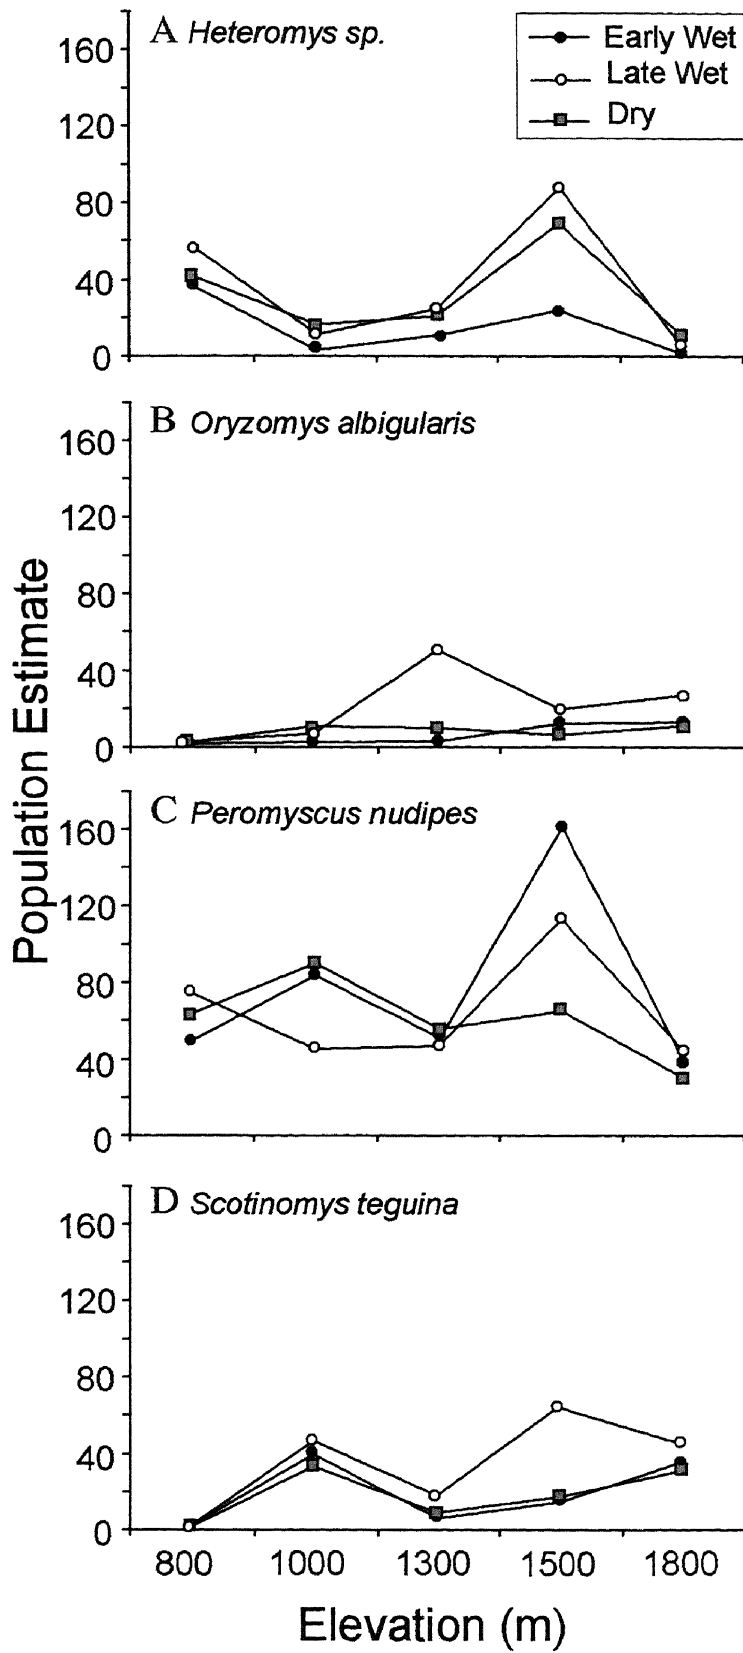 A Heteromys sp.
Early Wet
Late Wet
Dry
160
120
80
40
0
B Oryzomys albigularis
160
120
80
40
0
Population Estimate
C Peromyscus nudipes
160
120
80
40
0
D Scotinomys teguina
160
120
80
40
0
800 1000 1300 1500 1800
Elevation (m)